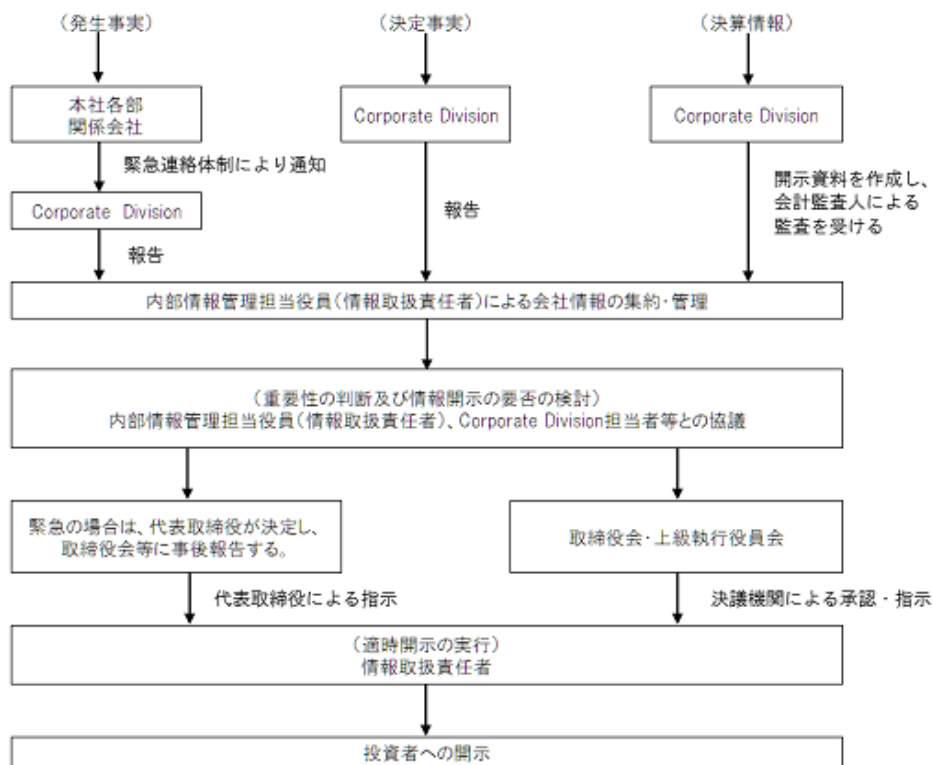 （発生事実）
（決定事実）
（決算情報）
本社各部
関係会社
Corporate Division
Corporate Division
緊急連絡体制により通知
Corporate Division
報告
報告
開示資料を作成し、
会計監査人による
監査を受ける
内部情報管理担当役員（情報取扱責任者）による会社情報の集約・管理
（重要性の判断及び情報開示の要否の検討）
内部情報管理担当役員（情報取扱責任者）、Corporate Division担当者等との協議
緊急の場合は、代表取締役が決定し、
取締役会等に事後報告する。
取締役会・上級執行役員会
代表取締役による指示
決議機関による承認・指示
（適時開示の実行）
情報取扱責任者
投資者への開示